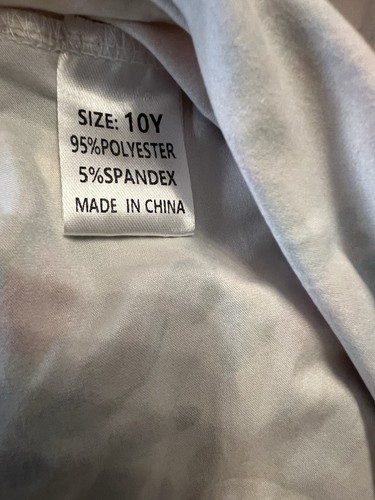 SIZE: 10Y
95%POLYESTER
5%SPANDEX
MADE IN CHINA